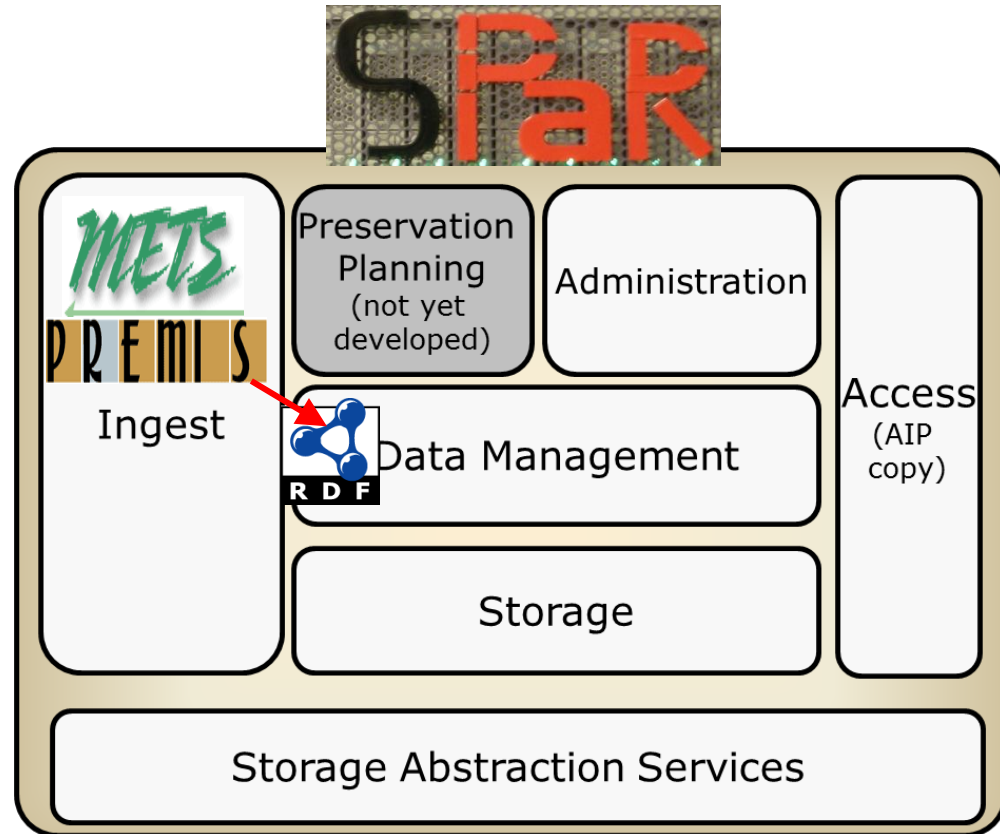 SPaR
METS
PREMIS
Ingest
Preservation
Planning
(not yet
developed)
Administration
Access
(AIP
copy)
RDF
Data Management
Storage
Storage Abstraction Services